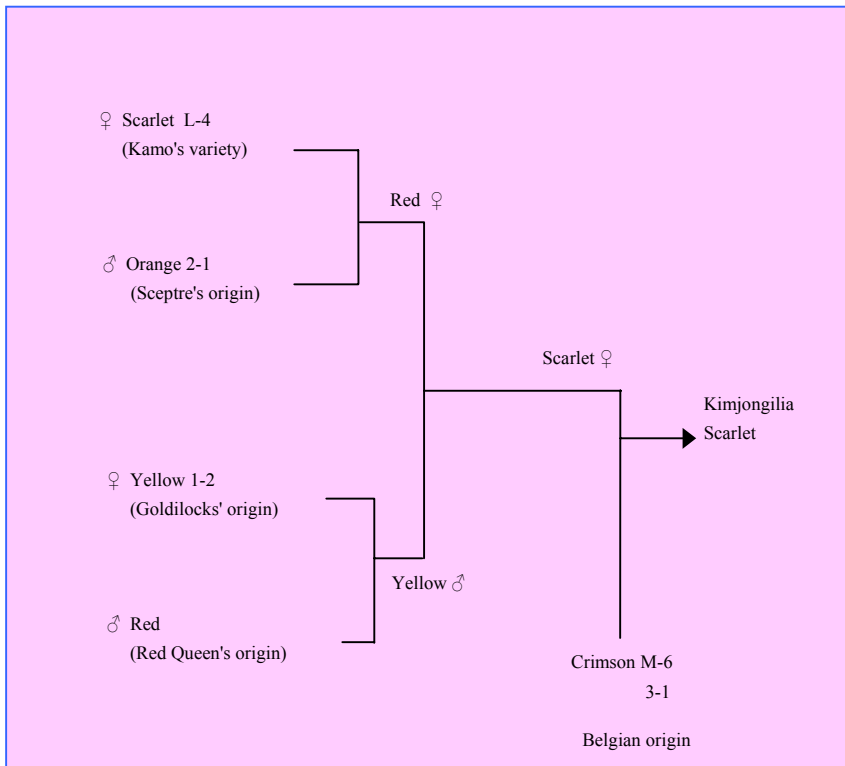 ♀ Scarlet L-4
(Kamo's variety)
Red ♀
♂ Orange 2-1
(Sceptre's origin)
Scarlet ♀
Kimjongilia
Scarlet
♀ Yellow 1-2
(Goldilocks' origin)
Yellow ♂
♂ Red
(Red Queen's origin)
Crimson M-6
3-1
Belgian origin